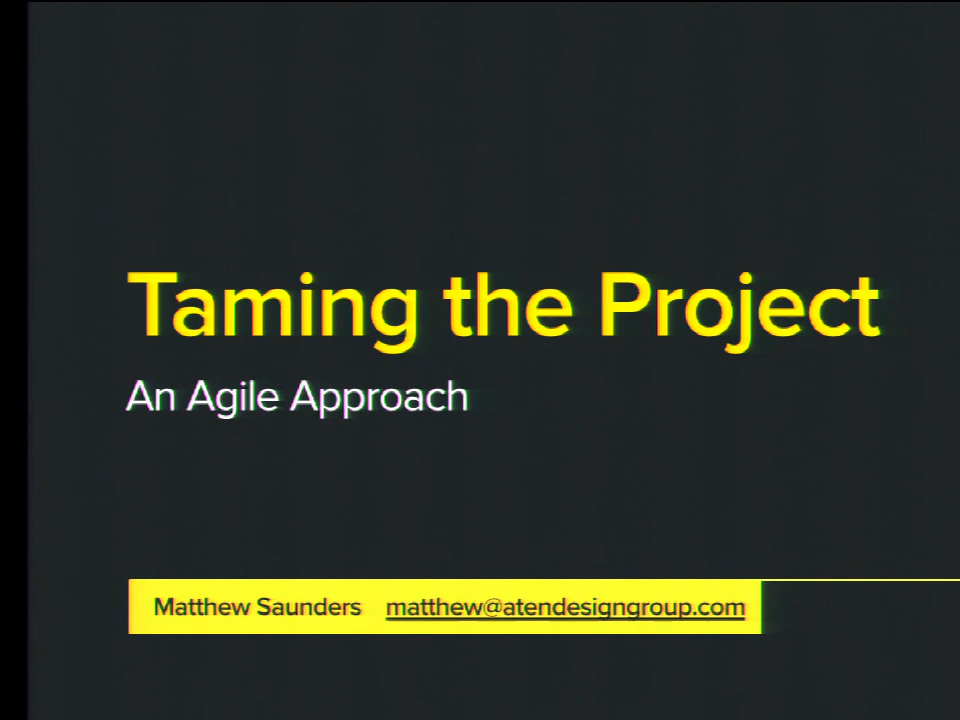 Taming the Project
An Agile Approach
Matthew Saunders matthew@atendesigngroup.com